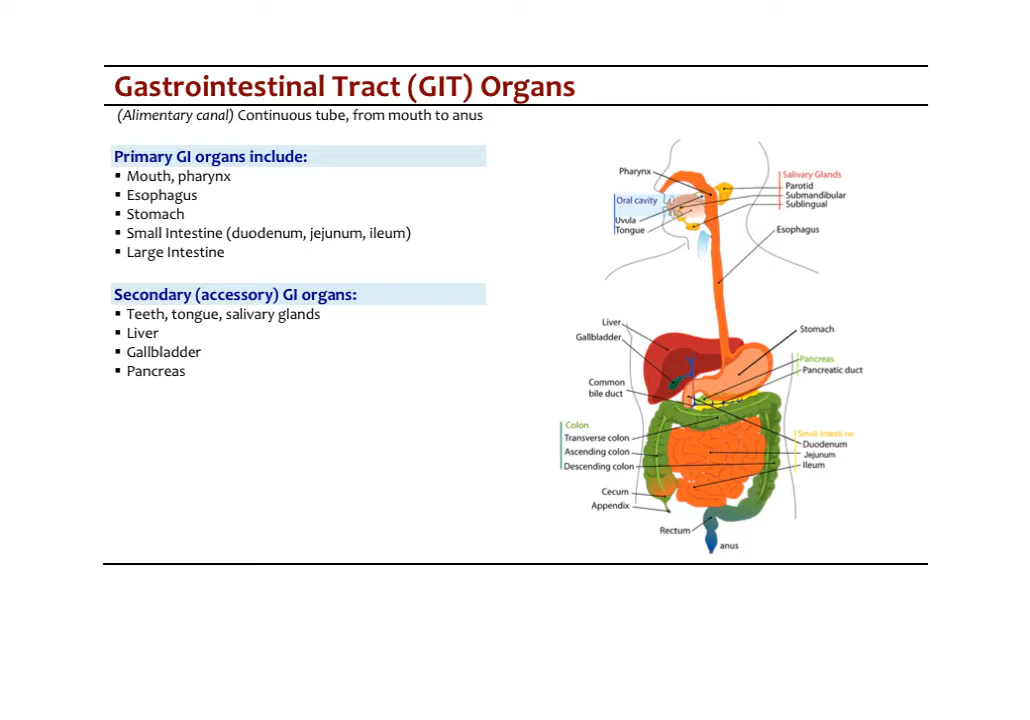 Gastrointestinal Tract (GIT) Organs
(Alimentary canal) Continuous tube, from mouth to anus
Primary GI organs include:
▪ Mouth, pharynx
▪ Esophagus
▪ Stomach
▪ Small Intestine (duodenum, jejunum, ileum)
▪ Large Intestine
Secondary (accessory) GI organs:
▪ Teeth, tongue, salivary glands
▪ Liver
▪ Gallbladder
▪ Pancreas
Pharynx
Oral cavity
Uvula
Tongue
Salivary Glands
Parotid
Submandibular
Sublingual
Esophagus
Liver
Gallbladder
Common
bile duct
Stomach
Pancreas
Pancreatic duct
Colon
Transverse colon
Ascending colon
Descending colon
Small Intesti ne
Duodenum
Jejunum
Ileum
Cecum
Appendix
Rectum
anus